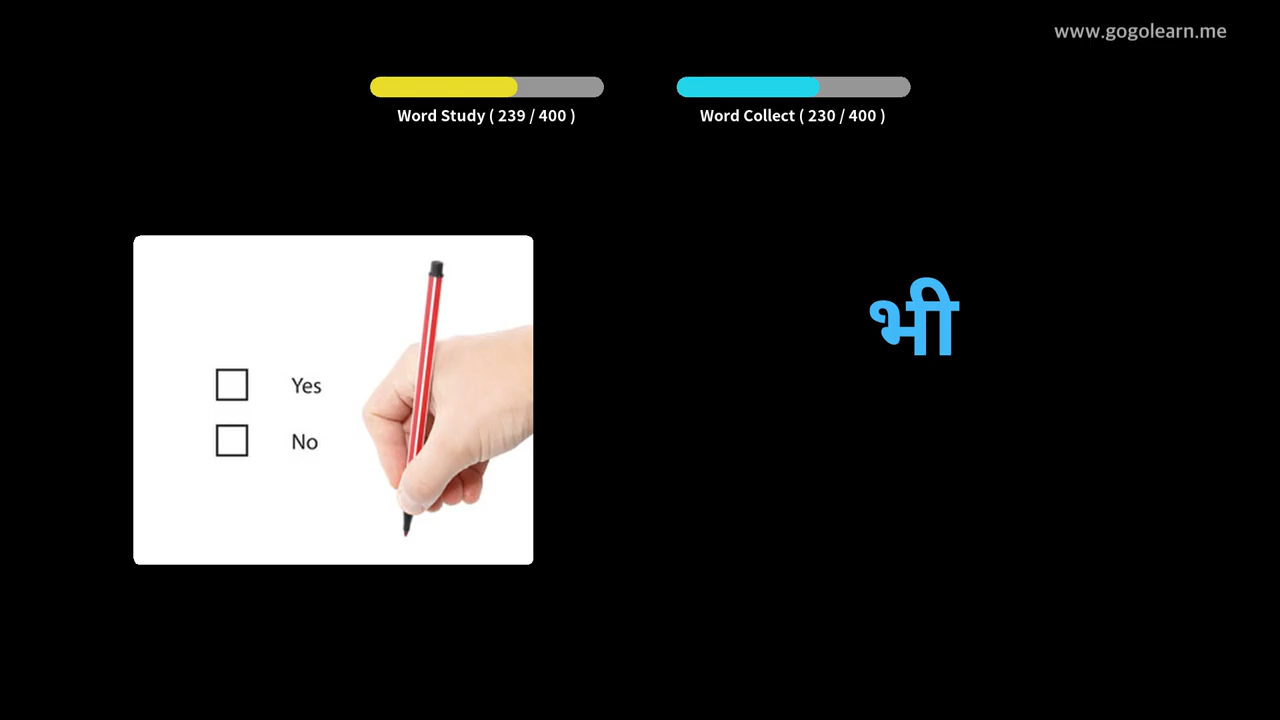 www.gogolearn.me
Word Study ( 239 / 400 )
Word Collect ( 230 / 400 )
भी
Yes
No